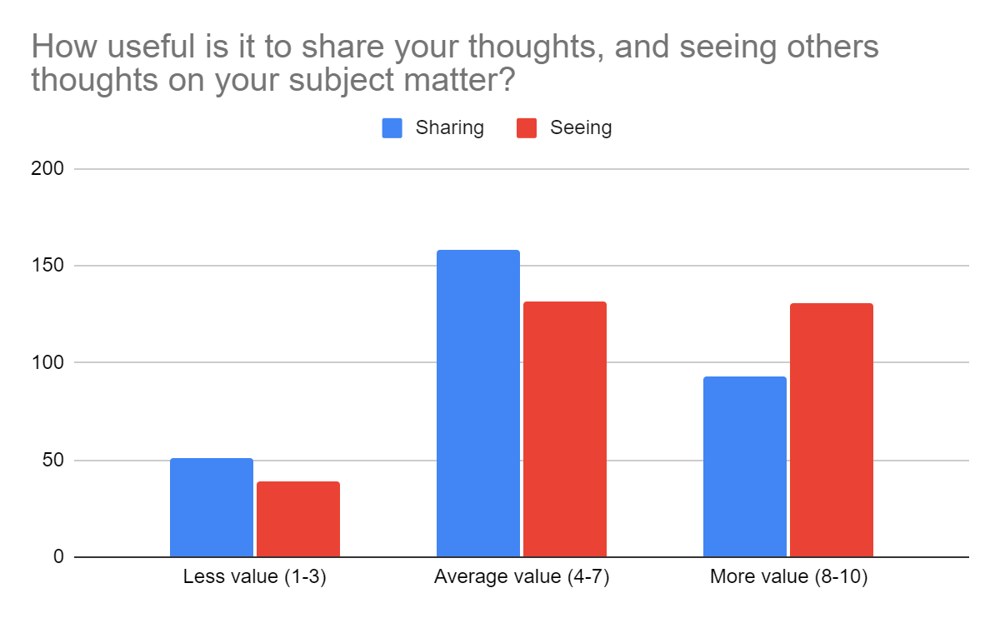 How useful is it to share your thoughts, and seeing others
thoughts on your subject matter?
Sharing Seeing
200
150
100
50
0
Less value (1-3) Average value (4-7) More value (8-10)